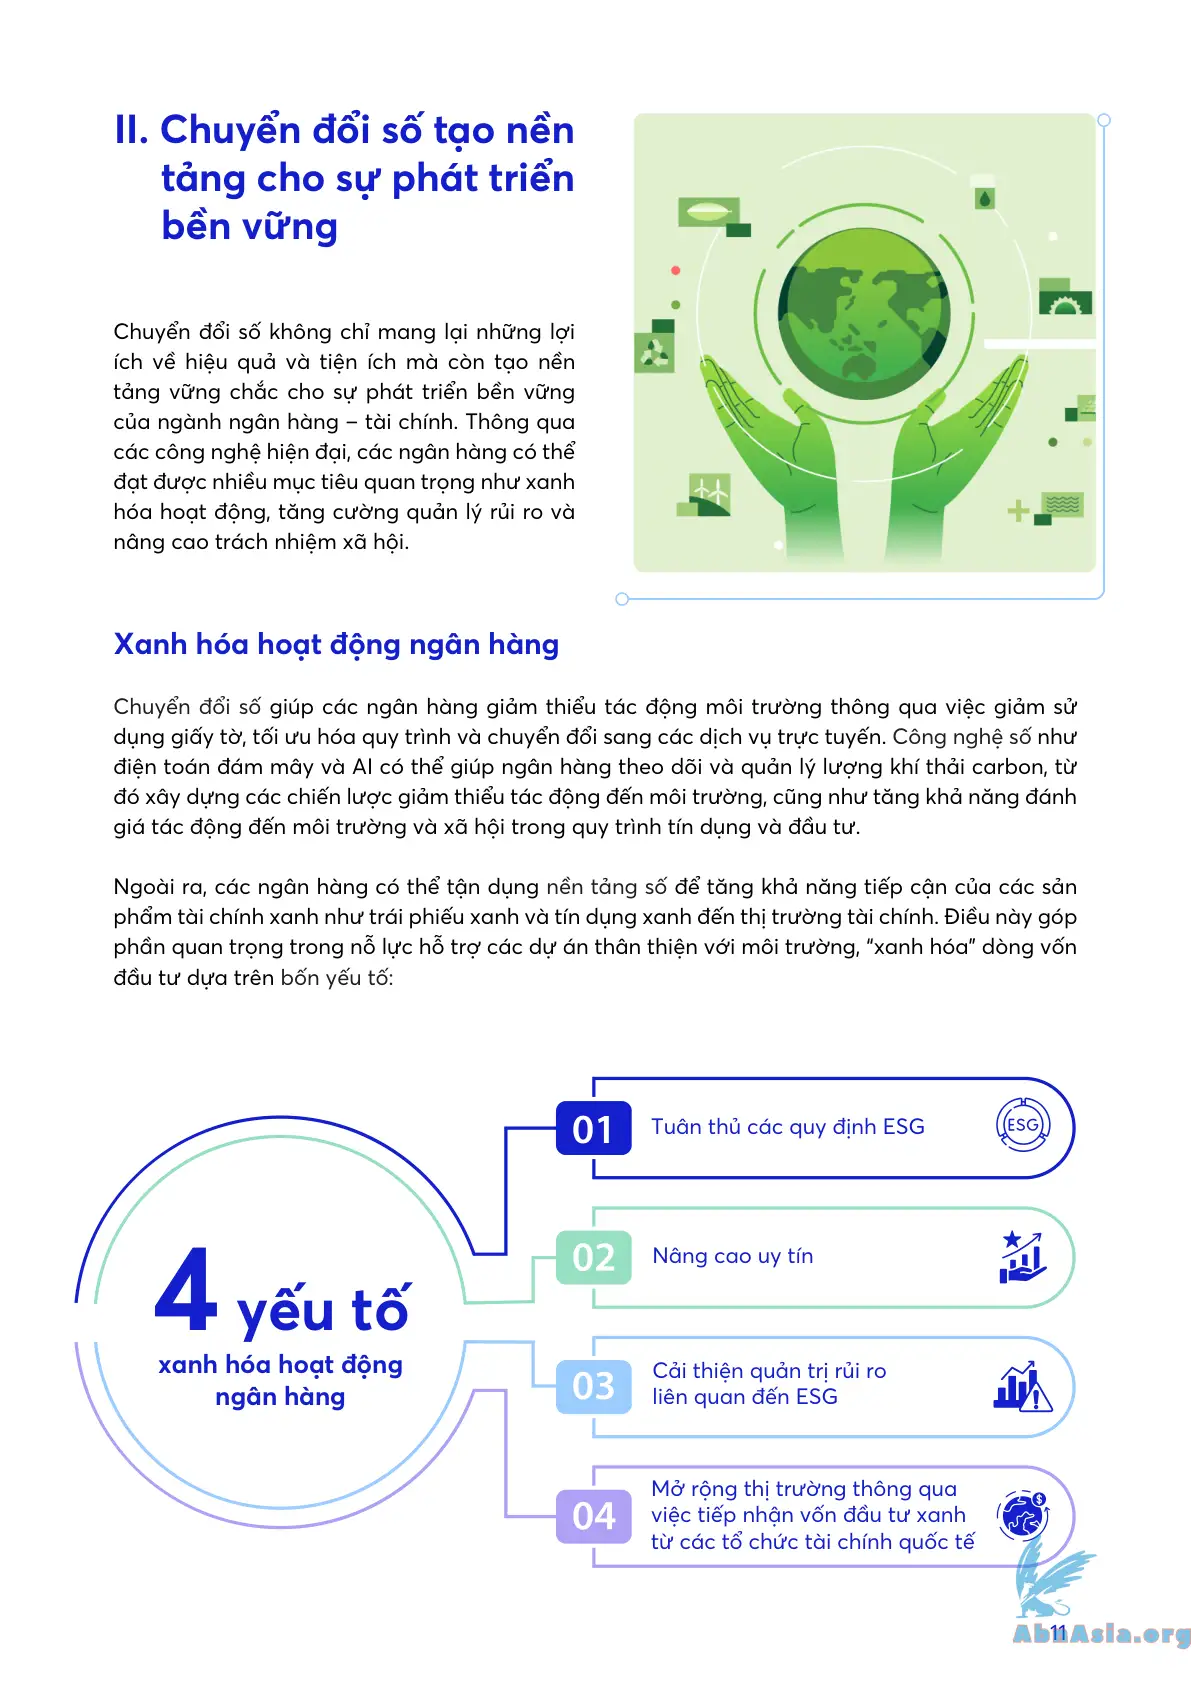 II. Chuyển đổi số tạo nền
tảng cho sự phát triển
bền vững
Chuyển đổi số không chỉ mang lại những lợi
ích về hiệu quả và tiện ích mà còn tạo nền
tảng vững chắc cho sự phát triển bền vững
của ngành ngân hàng – tài chính. Thông qua
các công nghệ hiện đại, các ngân hàng có thể
đạt được nhiều mục tiêu quan trọng như xanh
hóa hoạt động, tăng cường quản lý rủi ro và
nâng cao trách nhiệm xã hội.
Xanh hóa hoạt động ngân hàng
Chuyển đổi số giúp các ngân hàng giảm thiểu tác động môi trường thông qua việc giảm sử
dụng giấy tờ, tối ưu hóa quy trình và chuyển đổi sang các dịch vụ trực tuyến. Công nghệ số như
điện toán đám mây và AI có thể giúp ngân hàng theo dõi và quản lý lượng khí thải carbon, từ
đó xây dựng các chiến lược giảm thiểu tác động đến môi trường, cũng như tăng khả năng đánh
giá tác động đến môi trường và xã hội trong quy trình tín dụng và đầu tư.
Ngoài ra, các ngân hàng có thể tận dụng nền tảng số để tăng khả năng tiếp cận của các sản
phẩm tài chính xanh như trái phiếu xanh và tín dụng xanh đến thị trường tài chính. Điều này góp
phần quan trọng trong nỗ lực hỗ trợ các dự án thân thiện với môi trường, “xanh hóa” dòng vốn
đầu tư dựa trên bốn yếu tố:
4 yếu tố
xanh hóa hoạt động
ngân hàng
01
Tuân thủ các quy định ESG
ESG
02
Nâng cao uy tín
03
Cải thiện quản trị rủi ro
liên quan đến ESG
04
Mở rộng thị trường thông qua
việc tiếp nhận vốn đầu tư xanh
từ các tổ chức tài chính quốc tế
$
AbnAsia.org
11